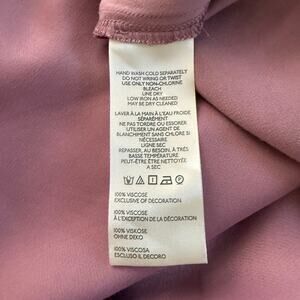 HAND WASH COLD SEPARATELY
DO NOT WRING OR TWIST
USE ONLY NON-CHLORINE
BLEACH
LINE DRY
LOW IRON AS NEEDED
MAY BE DRY CLEANED
LAVER À LA MAIN À L'EAU FROIDE
SÉPARÉMENT
NE PAS TORDRE OU ESSORER
UTILISER UN AGENT DE
BLANCHIMENT SANS CHLORE SI
NÉCESSAIRE
LIGNE SEC
REPASSER, AU BESOIN, À TRÈS
BASSE TEMPÉRATURE
PEUT-ÊTRE ÊTRE NETTOYÉ
A SEC
100% VISCOSE
EXCLUSIVE OF DECORATION
100% VISCOSE
À L'EXCEPTION DE LA DÉCORATION
100% VISKOSE
OHNE DEKO
100% VISCOSA
ESCLUSO IL DECORO